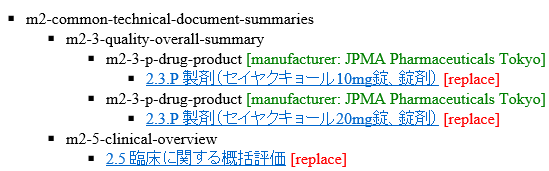 m2-common-technical-document-summaries
m2-3-quality-overall-summary
m2-3-p-drug-product [manufacturer: JPMA Pharmaceuticals Tokyo]
2.3.P 製剤（セイヤクキョール10mg錠、錠剤） [replace]
m2-3-p-drug-product [manufacturer: JPMA Pharmaceuticals Tokyo]
2.3.P 製剤（セイヤクキョール20mg錠、錠剤） [replace]
m2-5-clinical-overview
2.5 臨床に関する概括評価 [replace]